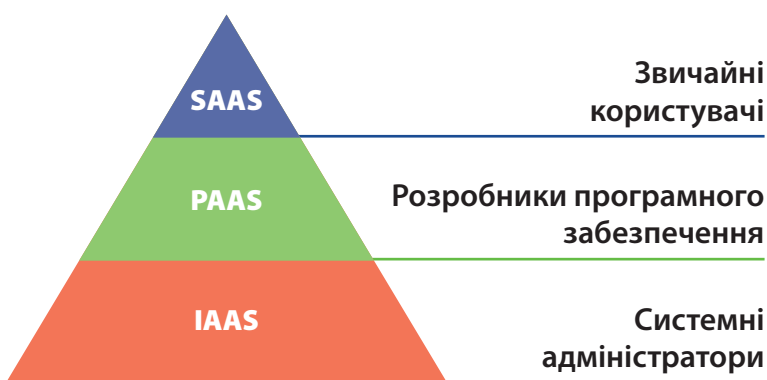 SAAS
Звичайні
користувачі
PAAS
Розробники програмного
забезпечення
IAAS
Системні
адміністратори